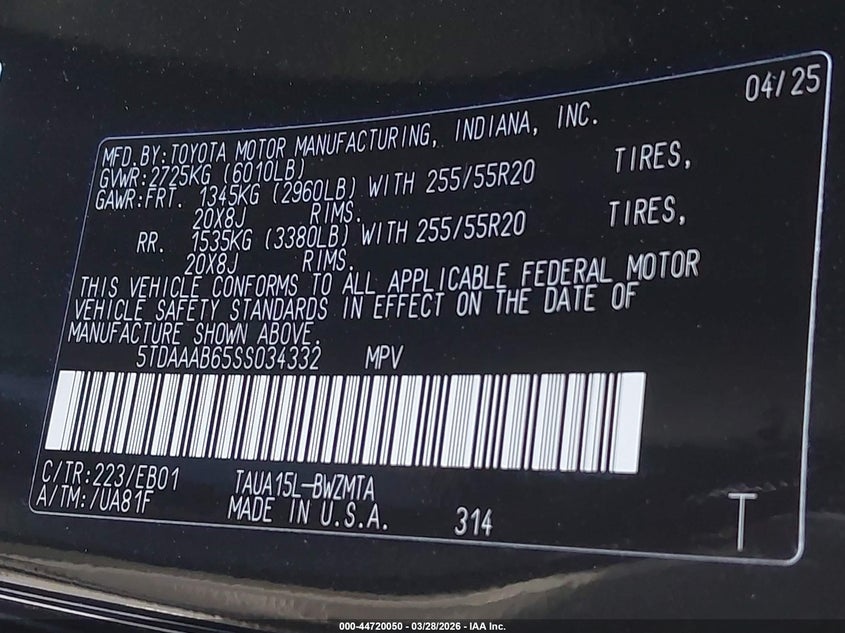 04/25
MFD.BY:TOYOTA MOTOR MANUFACTURING, INDIANA, INC.
GVWR:2725KG (6010LB)
GAWR:FRT. 1345KG (2960LB) WITH 255/55R20 TIRES,
20X8J RIMS.
RR. 1535KG (3380LB) WITH 255/55R20 TIRES,
20X8J RIMS.
THIS VEHICLE CONFORMS TO ALL APPLICABLE FEDERAL MOTOR
VEHICLE SAFETY STANDARDS IN EFFECT ON THE DATE OF
MANUFACTURE SHOWN ABOVE.
5TDAAAB65SS034332 MPV
C/TR:223/EB01 TAUA15L-BWZMTA
A/TM:/UA81F MADE IN U.S.A. 314
T
000-44720050 - 03/28/2026 - IAA Inc.